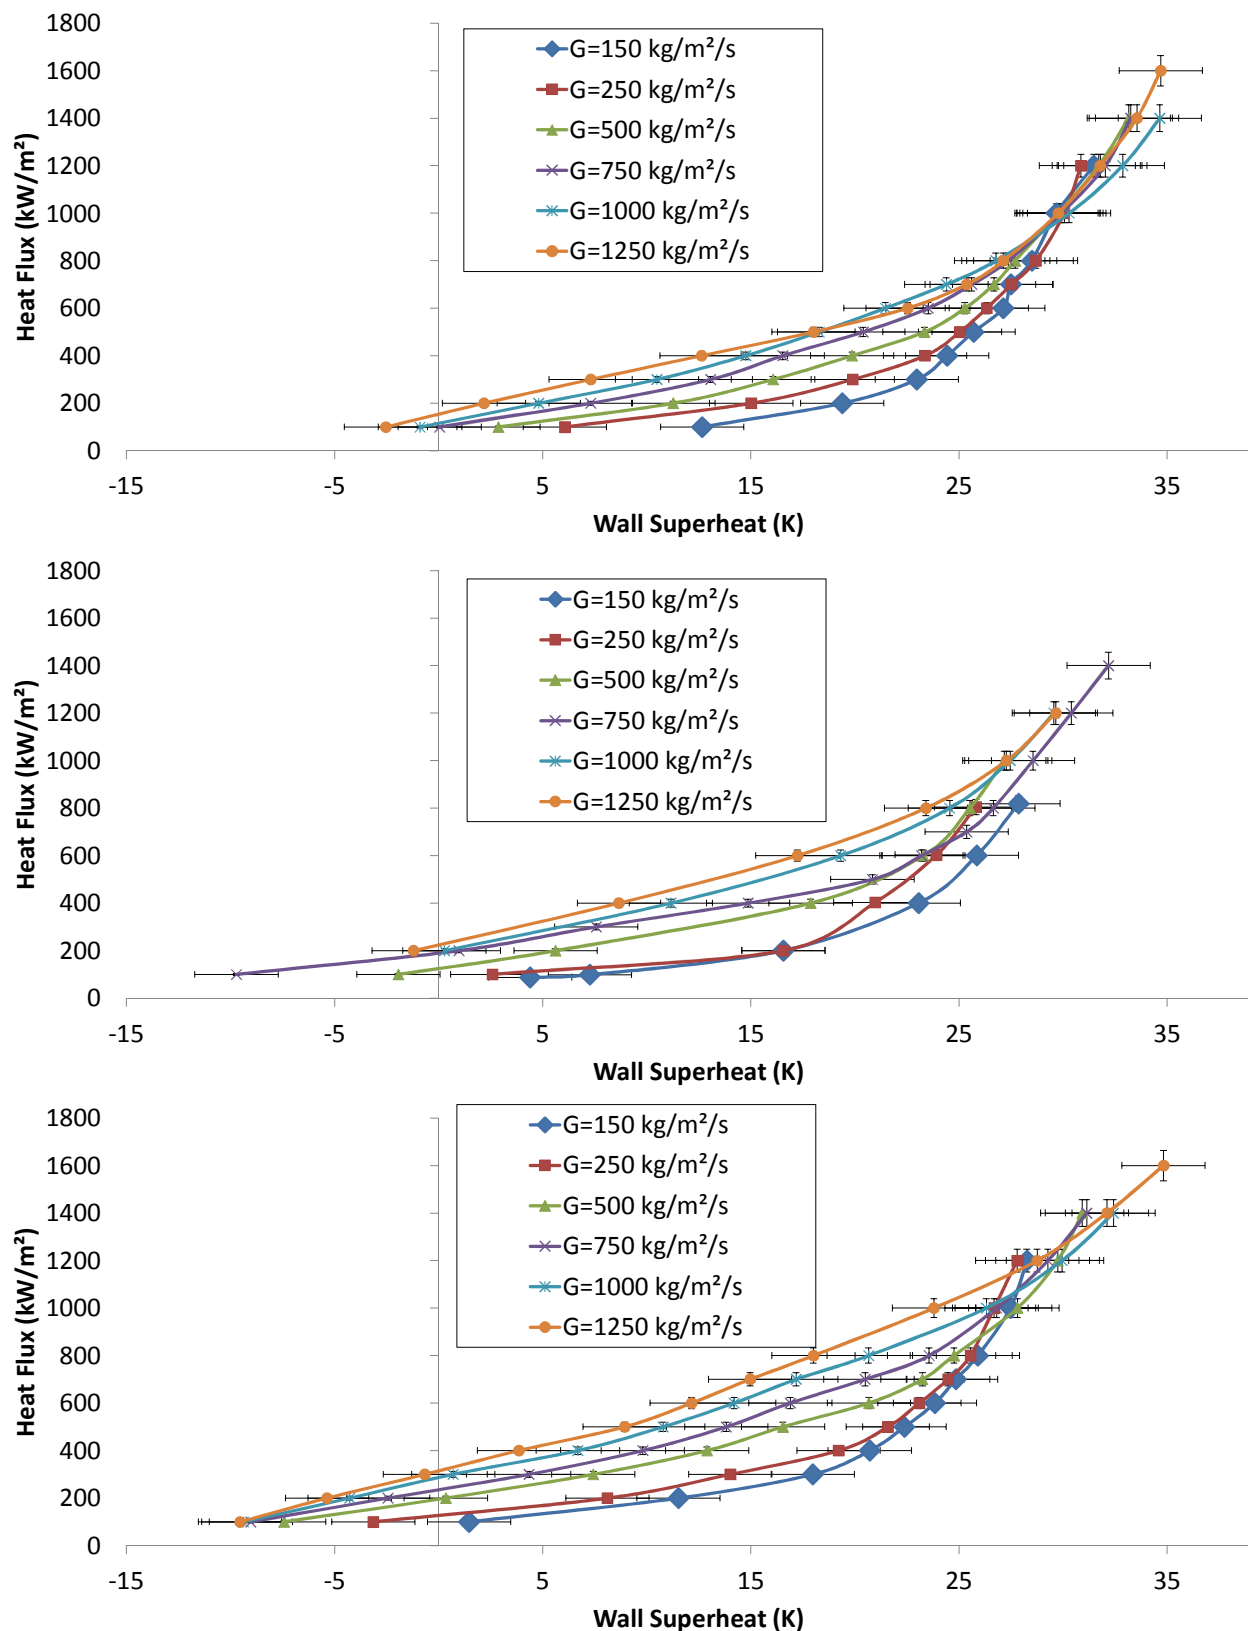 1800
1600
1400
1200
1000
800
600
400
200
0
Heat Flux (kW/m²)
G=150 kg/m²/s
G=250 kg/m²/s
G=500 kg/m²/s
G=750 kg/m²/s
G=1000 kg/m²/s
G=1250 kg/m²/s
-15 -5 5 15 25 35
Wall Superheat (K)
1800
1600
1400
1200
1000
800
600
400
200
0
Heat Flux (kW/m²)
G=150 kg/m²/s
G=250 kg/m²/s
G=500 kg/m²/s
G=750 kg/m²/s
G=1000 kg/m²/s
G=1250 kg/m²/s
-15 -5 5 15 25 35
Wall Superheat (K)
1800
1600
1400
1200
1000
800
600
400
200
0
Heat Flux (kW/m²)
G=150 kg/m²/s
G=250 kg/m²/s
G=500 kg/m²/s
G=750 kg/m²/s
G=1000 kg/m²/s
G=1250 kg/m²/s
-15 -5 5 15 25 35
Wall Superheat (K)